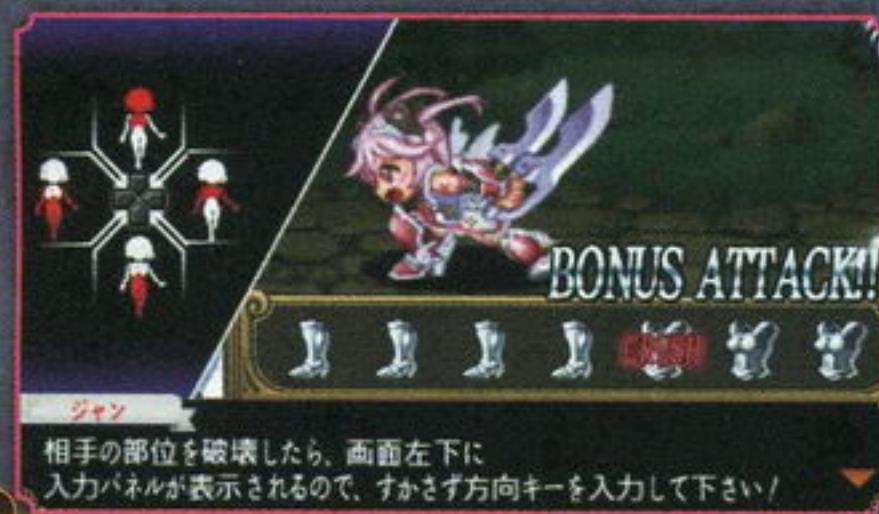 BONUS ATTACK!!
CRUSH
ジャン
相手の部位を破壊したら、画面左下に
入力パネルが表示されるので、すかさず方向キーを入力して下さい!